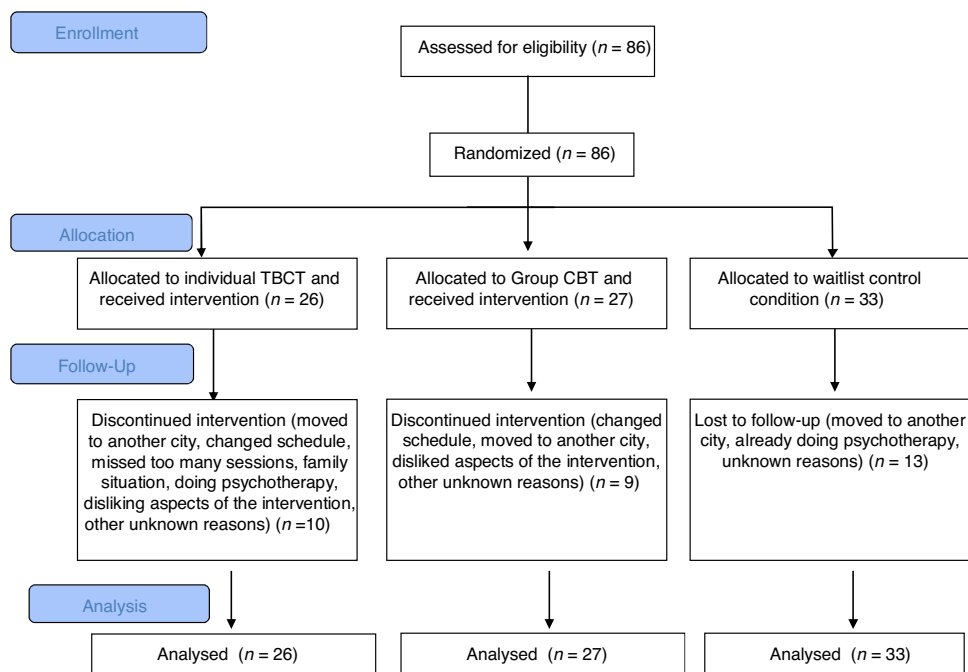 Enrollment
Assessed for eligibility (n = 86)
Randomized (n = 86)
Allocation
Allocated to individual TBCT and
received intervention (n = 26)
Allocated to Group CBT and
received intervention (n = 27)
Allocated to waitlist control
condition (n = 33)
Follow-Up
Discontinued intervention (moved
to another city, changed schedule,
missed too many sessions, family
situation, doing psychotherapy,
disliking aspects of the intervention,
other unknown reasons) (n =10)
Discontinued intervention (changed
schedule, moved to another city,
disliked aspects of the intervention,
other unknown reasons) (n = 9)
Lost to follow-up (moved to another
city, already doing psychotherapy,
unknown reasons) (n = 13)
Analysis
Analysed (n = 26)
Analysed (n = 27)
Analysed (n = 33)